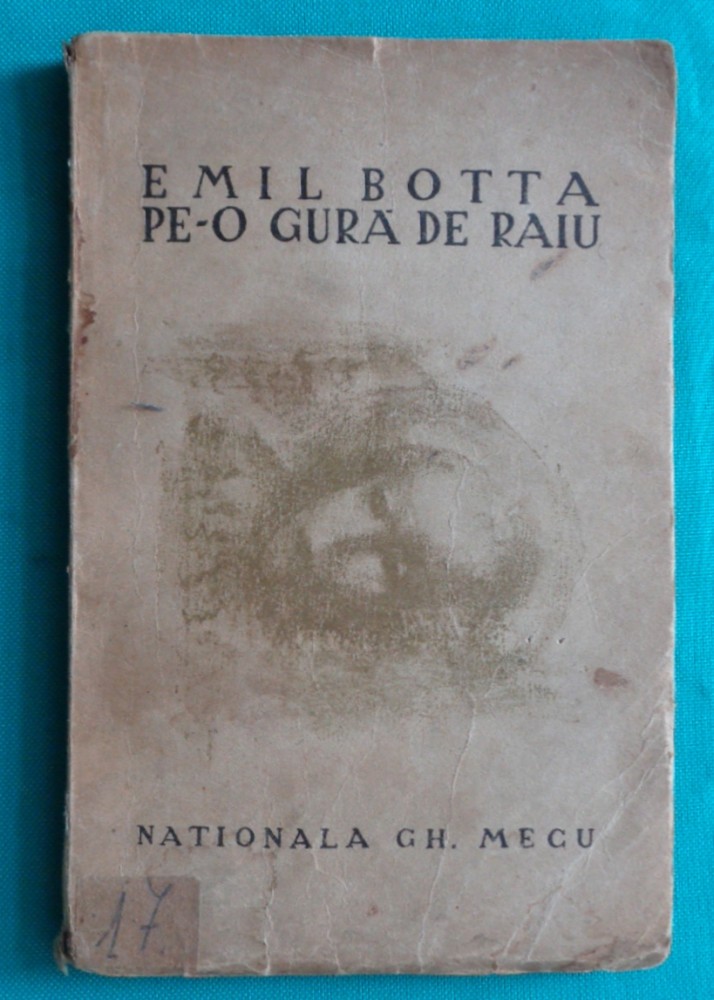 EMIL BOTTA
PE-O GURĂ DE RAIU
NATIONALA GH. MECU
17